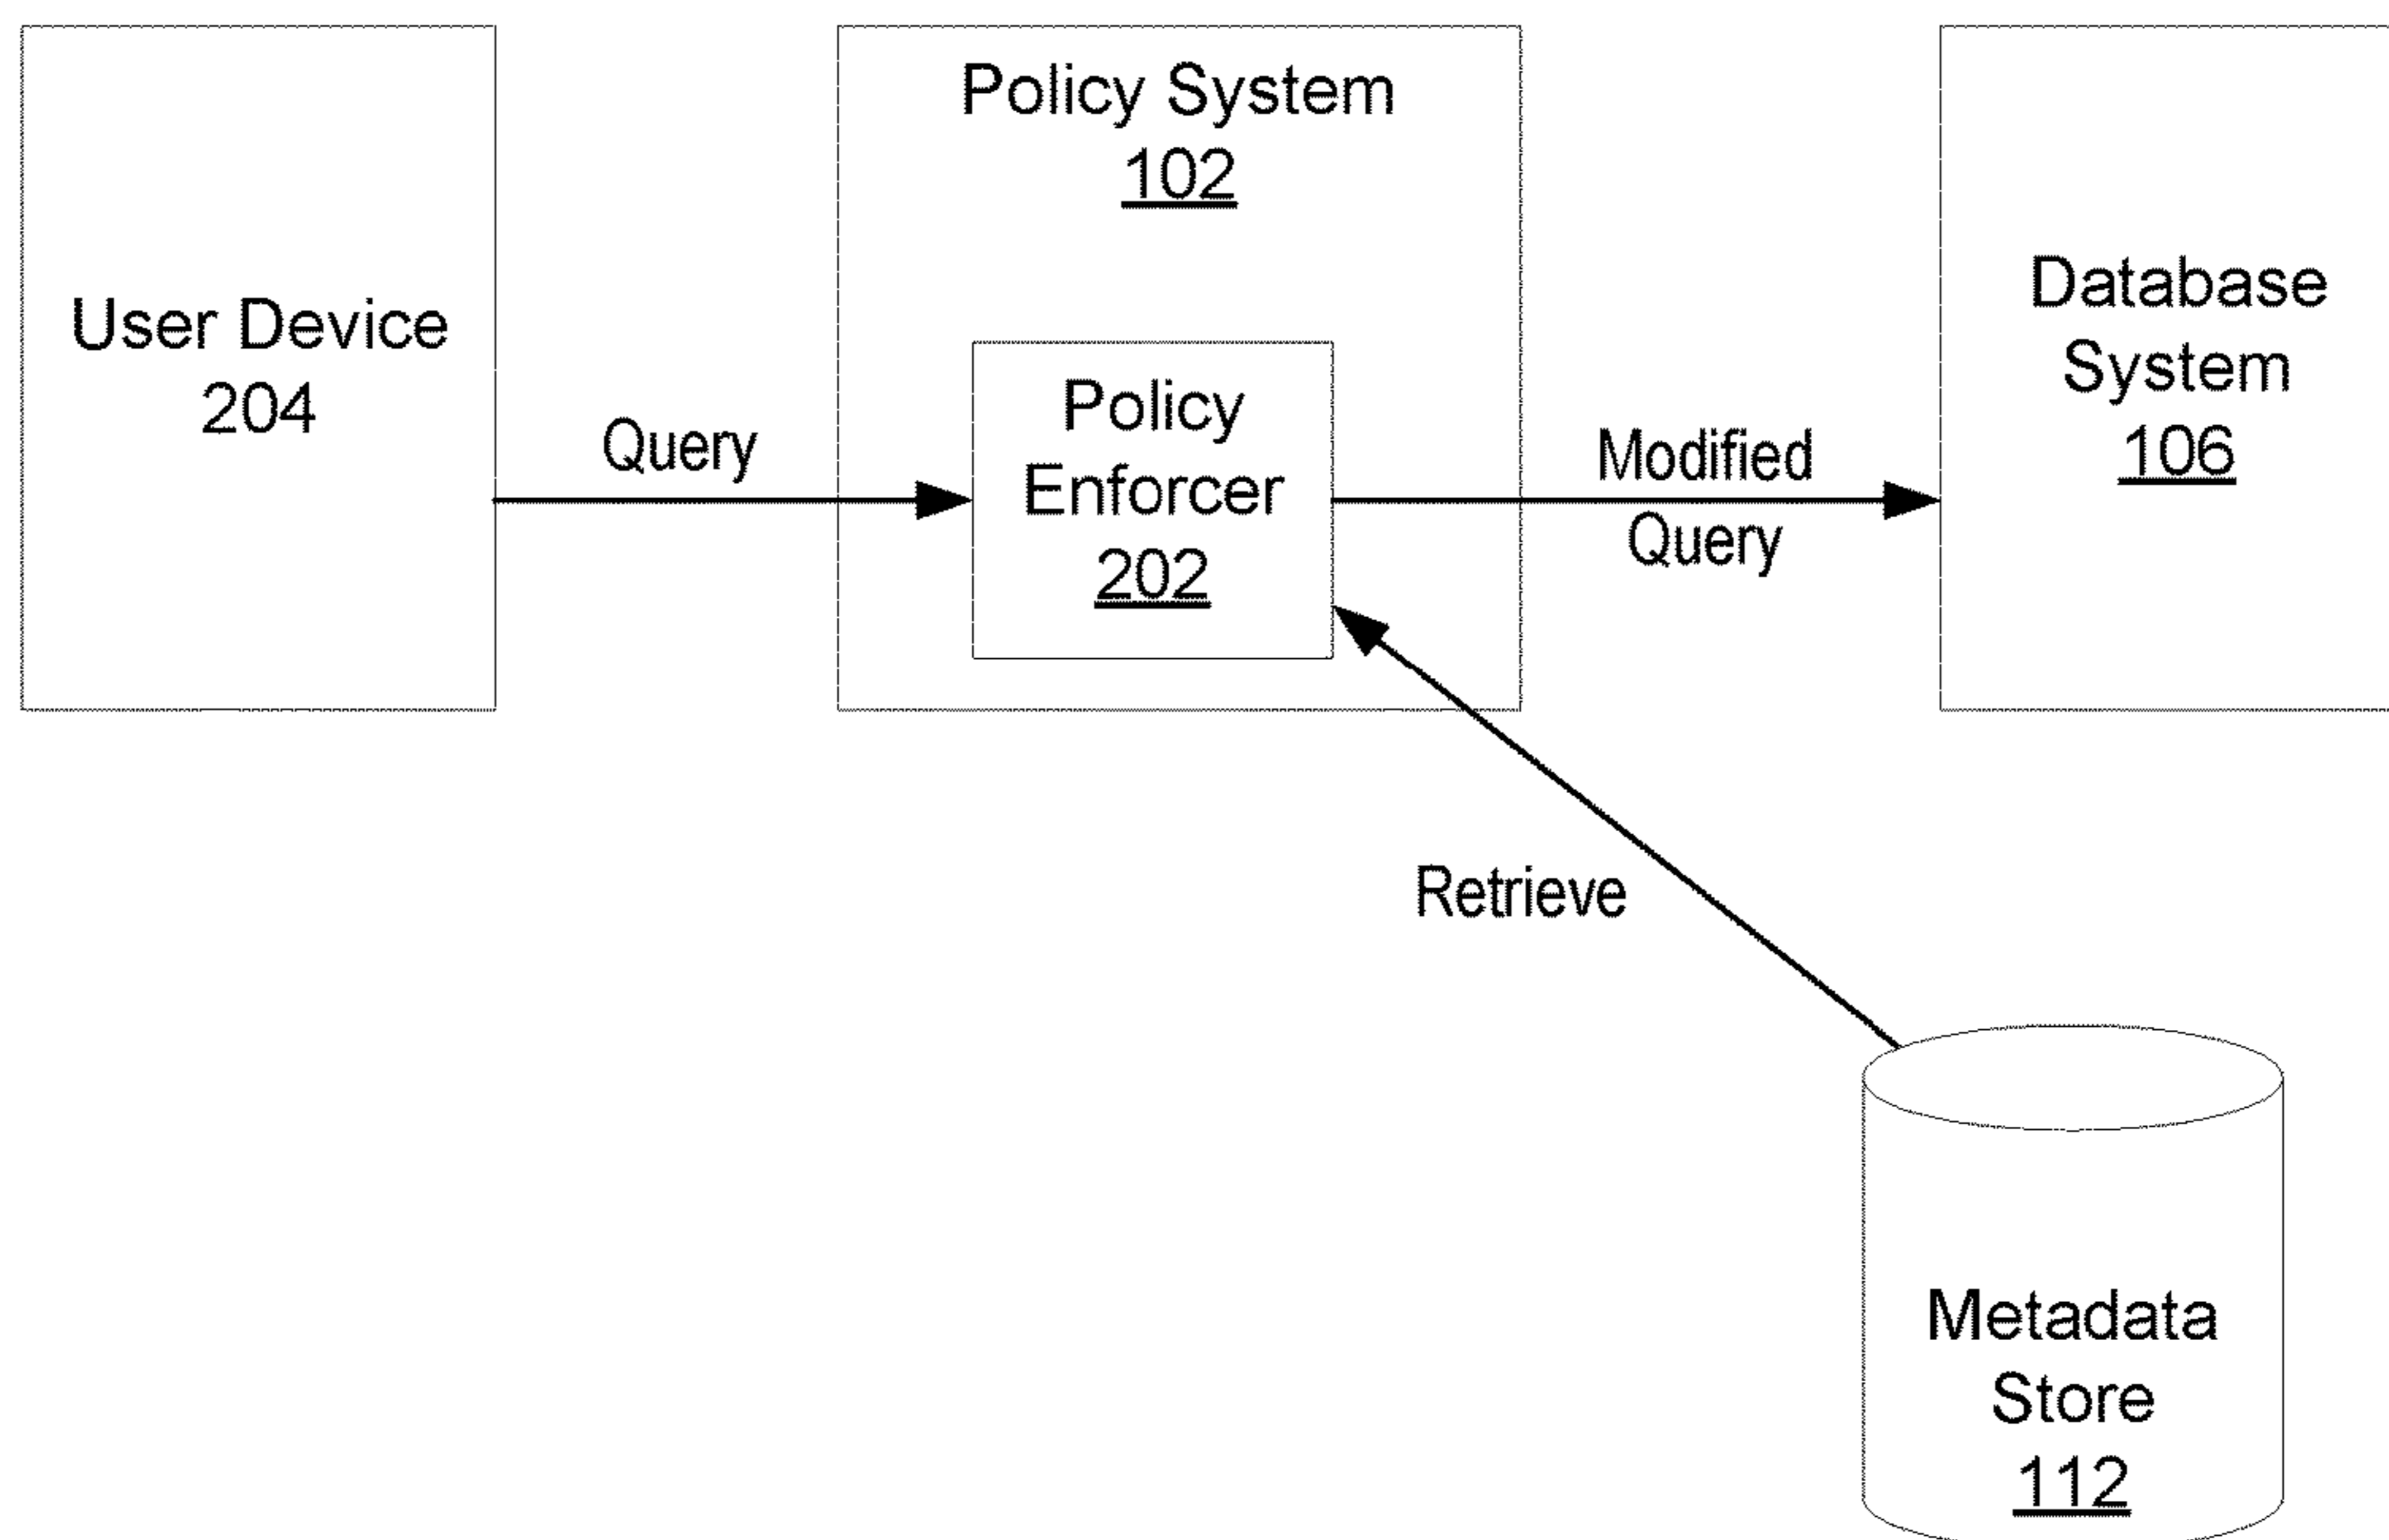 User Device
204
Query
Policy System
102
Policy
Enforcer
202
Modified
Query
Database
System
106
Retrieve
Metadata
Store
112